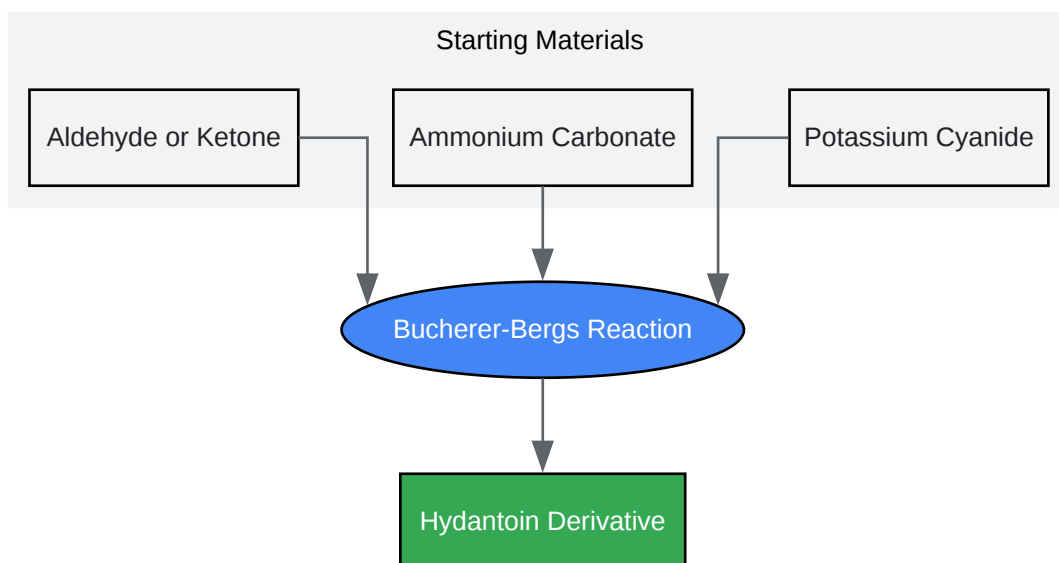 Starting Materials
Aldehyde or Ketone
Ammonium Carbonate
Potassium Cyanide
Bucherer-Bergs Reaction
Hydantoin Derivative